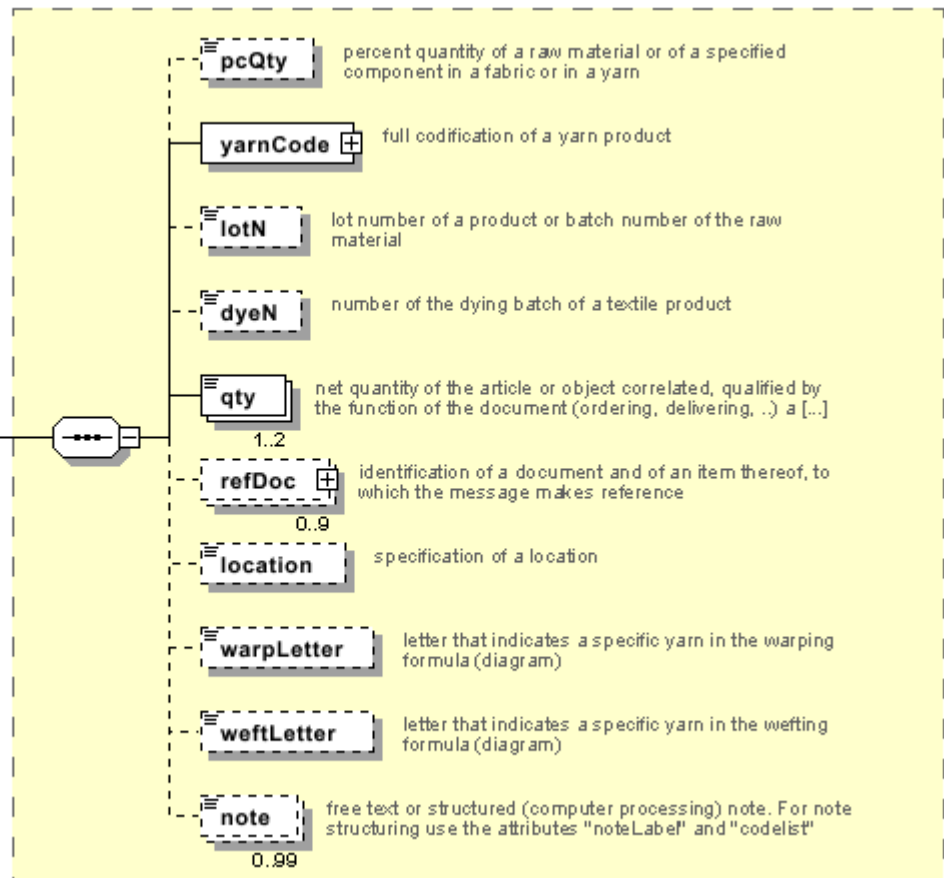 pcQty
percent quantity of a raw material or of a specified
component in a fabric or in a yarn
yarnCode
full codification of a yarn product
lotN
lot number of a product or batch number of the raw
material
dyeN
number of the dying batch of a textile product
qty
net quantity of the article or object correlated, qualified by
the function of the document (ordering, delivering, ..) a [...]
1..2
refDoc
identification of a document and of an item thereof, to
which the message makes reference
0..9
location
specification of a location
warpLetter
letter that indicates a specific yarn in the warping
formula (diagram)
weftLetter
letter that indicates a specific yarn in the wefting
formula (diagram)
note
free text or structured (computer processing) note. For note
structuring use the attributes "noteLabel" and "codelist"
0..99